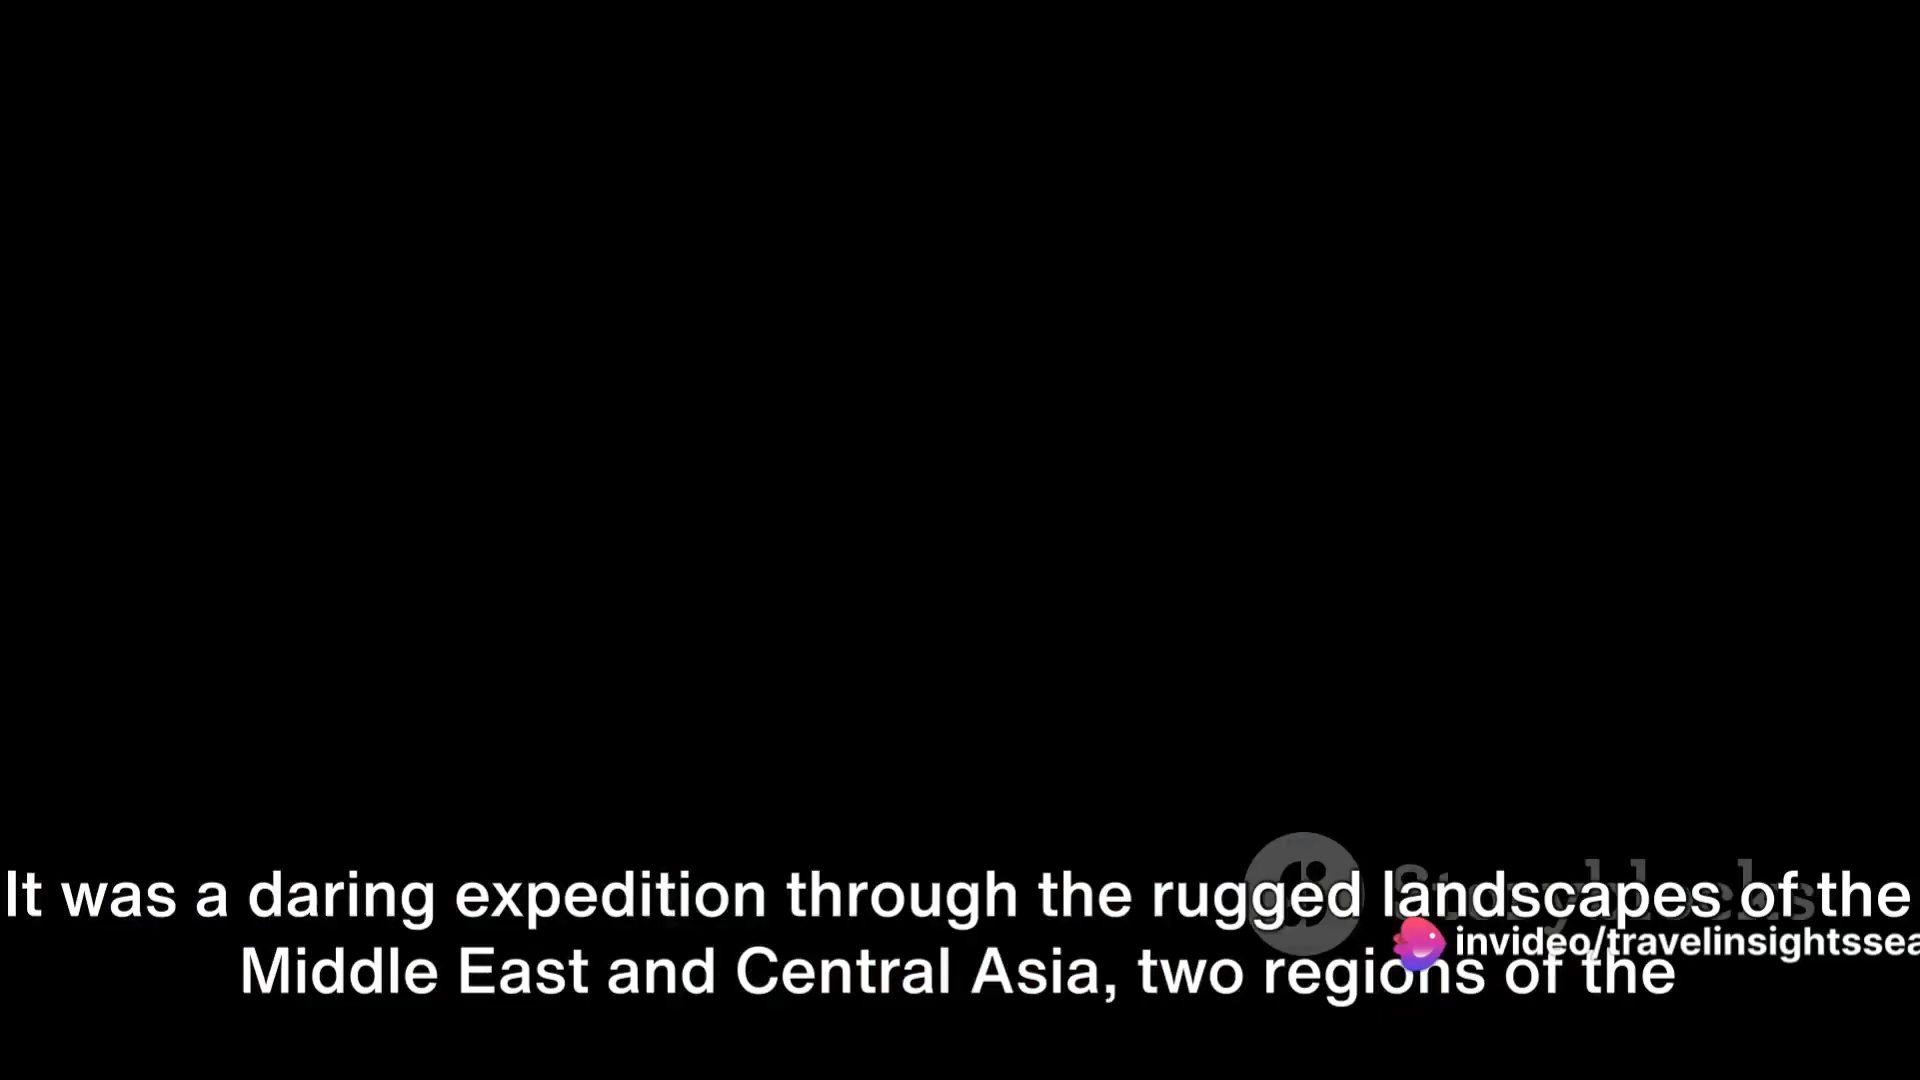 It was a daring expedition through the rugged landscapes of the
Middle East and Central Asia, two regions of the
Storyblocks
invideo/travelinsightssea